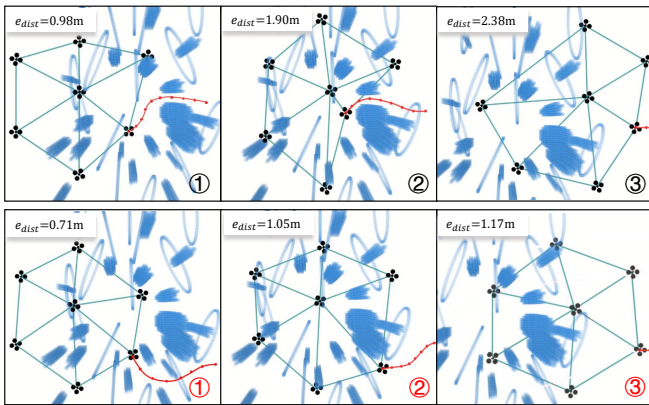 e_dist=0.98m
e_dist=1.90m
e_dist=2.38m
①
②
③
e_dist=0.71m
e_dist=1.05m
e_dist=1.17m
①
②
③